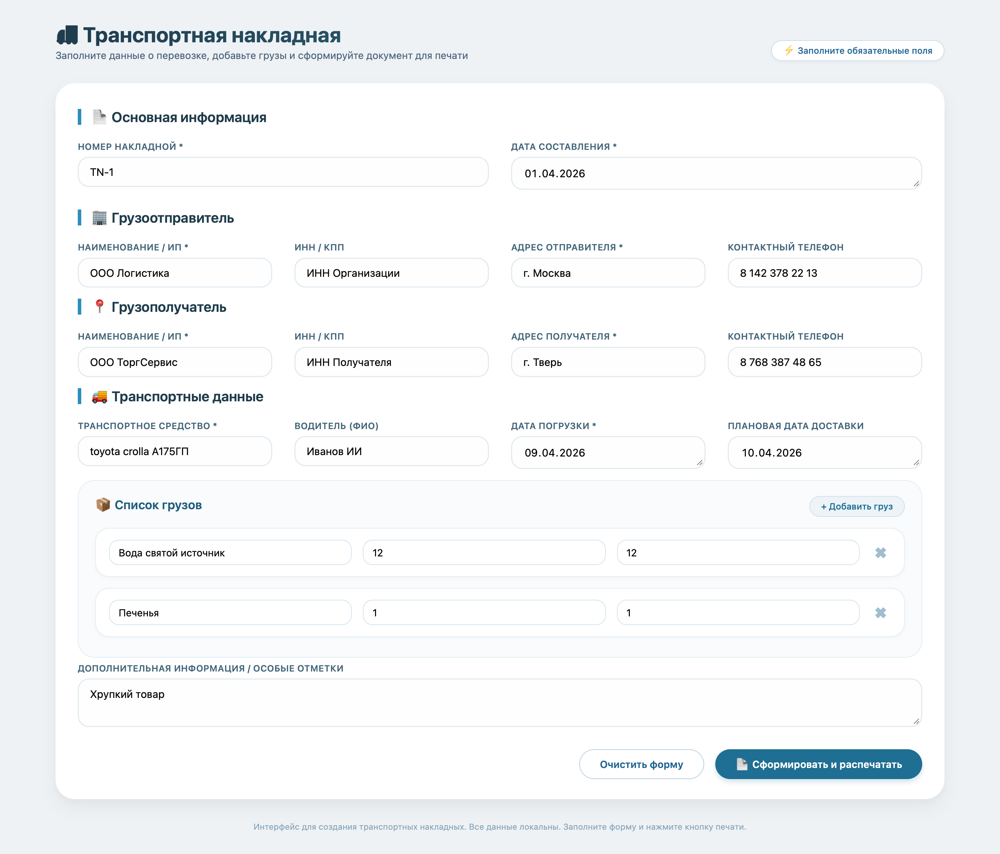 Транспортная накладная
Заполните данные о перевозке, добавьте грузы и сформируйте документ для печати
Заполните обязательные поля
Основная информация
НОМЕР НАКЛАДНОЙ *
ДАТА СОСТАВЛЕНИЯ *
TN-1
01.04.2026
Грузоотправитель
НАИМЕНОВАНИЕ / ИП *
ИНН / КПП
АДРЕС ОТПРАВИТЕЛЯ *
КОНТАКТНЫЙ ТЕЛЕФОН
ООО Логистика
ИНН Организации
г. Москва
8 142 378 22 13
Грузополучатель
НАИМЕНОВАНИЕ / ИП *
ИНН / КПП
АДРЕС ПОЛУЧАТЕЛЯ *
КОНТАКТНЫЙ ТЕЛЕФОН
ООО ТоргСервис
ИНН Получателя
г. Тверь
8 768 387 48 65
Транспортные данные
ТРАНСПОРТНОЕ СРЕДСТВО *
ВОДИТЕЛЬ (ФИО)
ДАТА ПОГРУЗКИ *
ПЛАНОВАЯ ДАТА ДОСТАВКИ
toyota crolla А175ГП
Иванов ИИ
09.04.2026
10.04.2026
Список грузов
+ Добавить груз
Вода святой источник
12
12
Печенья
1
1
ДОПОЛНИТЕЛЬНАЯ ИНФОРМАЦИЯ / ОСОБЫЕ ОТМЕТКИ
Хрупкий товар
Очистить форму
Сформировать и распечатать
Интерфейс для создания транспортных накладных. Все данные локальны. Заполните форму и нажмите кнопку печати.